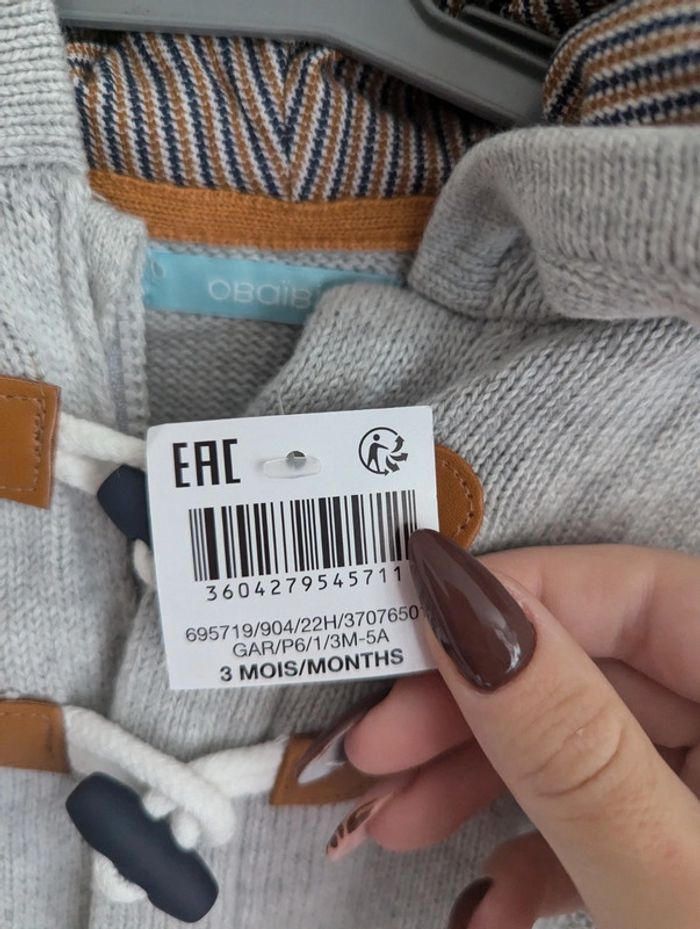 EAC
3604279545711
695719/904/22H/3707650
GAR/P6/1/3M-5A
3 MOIS/MONTHS